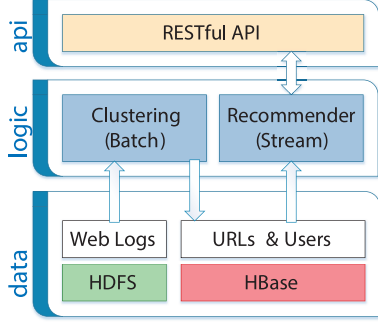 api
RESTful API
logic
Clustering
(Batch)
Recommender
(Stream)
data
Web Logs
URLs & Users
HDFS
HBase